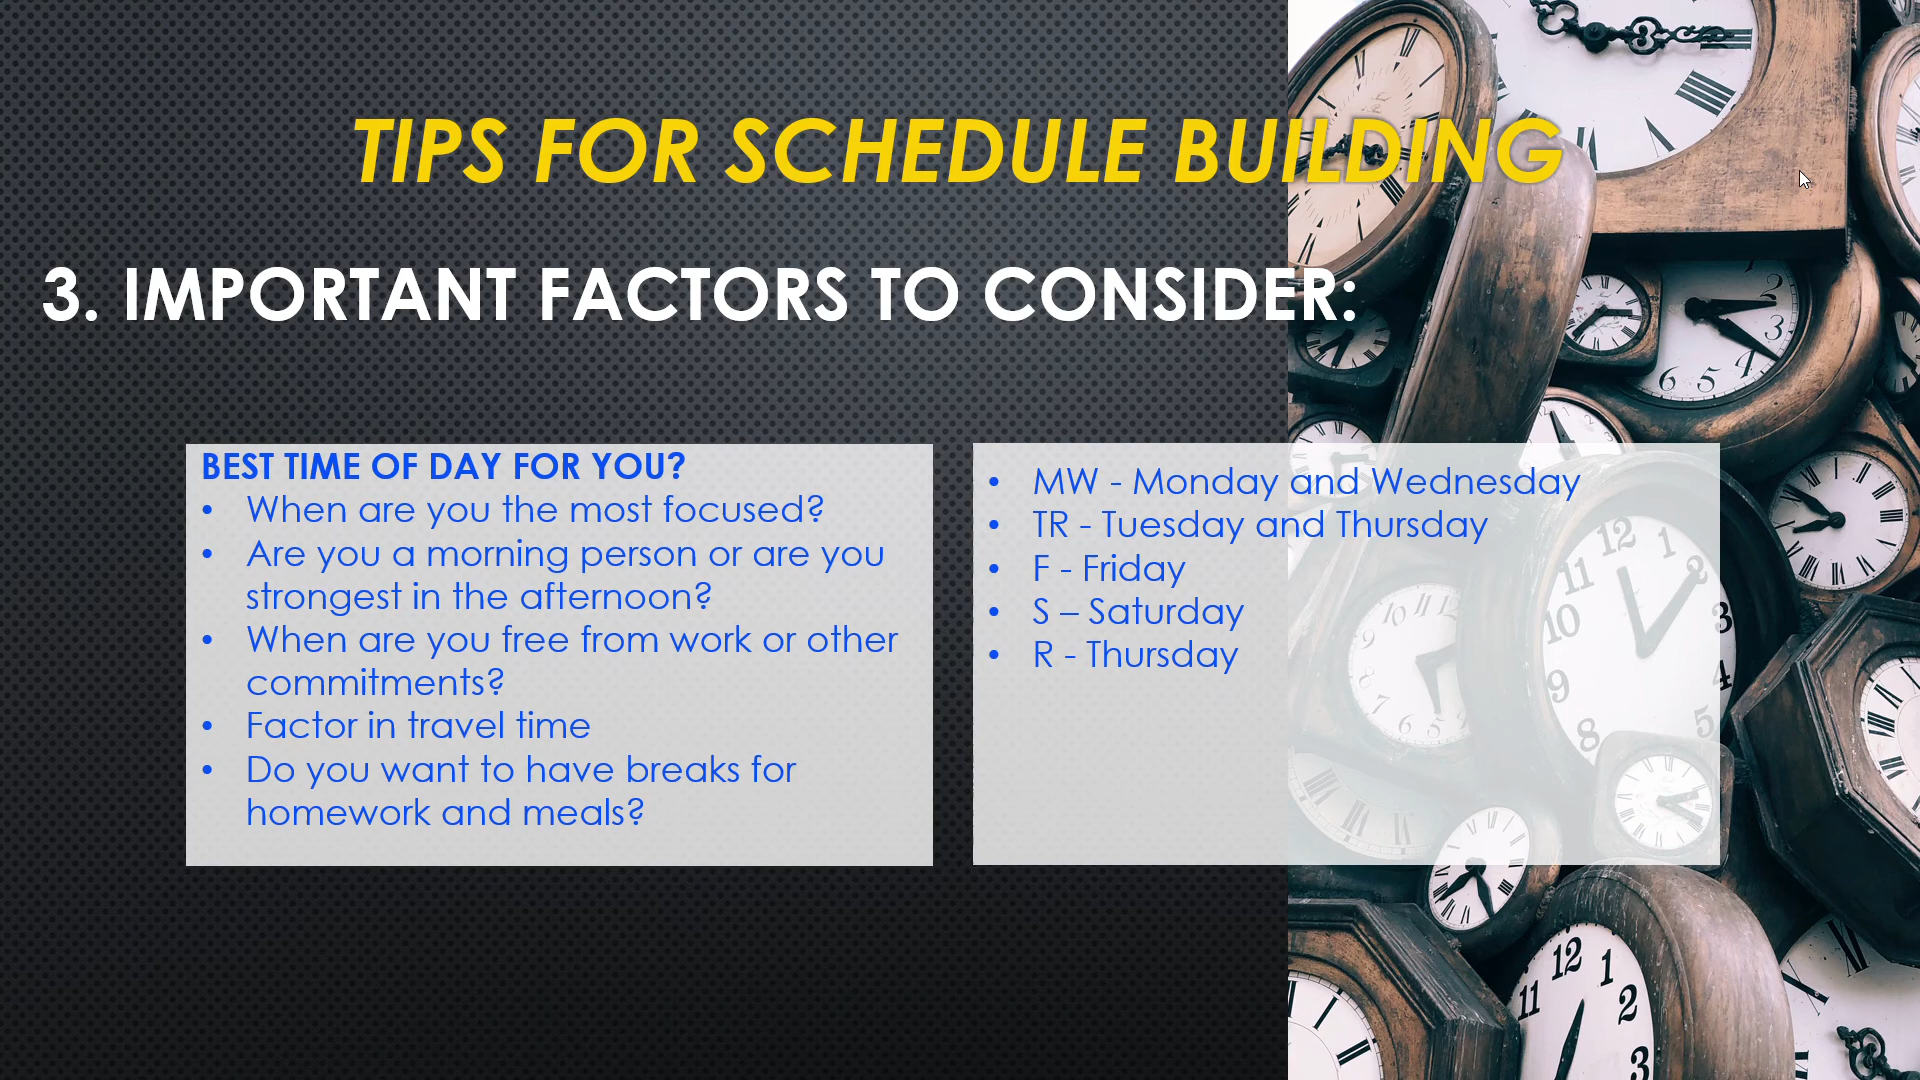 TIPS FOR SCHEDULE BUILDING
3. IMPORTANT FACTORS TO CONSIDER:
BEST TIME OF DAY FOR YOU?
• When are you the most focused?
• Are you a morning person or are you
strongest in the afternoon?
• When are you free from work or other
commitments?
• Factor in travel time
• Do you want to have breaks for
homework and meals?
• MW - Monday and Wednesday
• TR - Tuesday and Thursday
• F - Friday
• S – Saturday
• R - Thursday